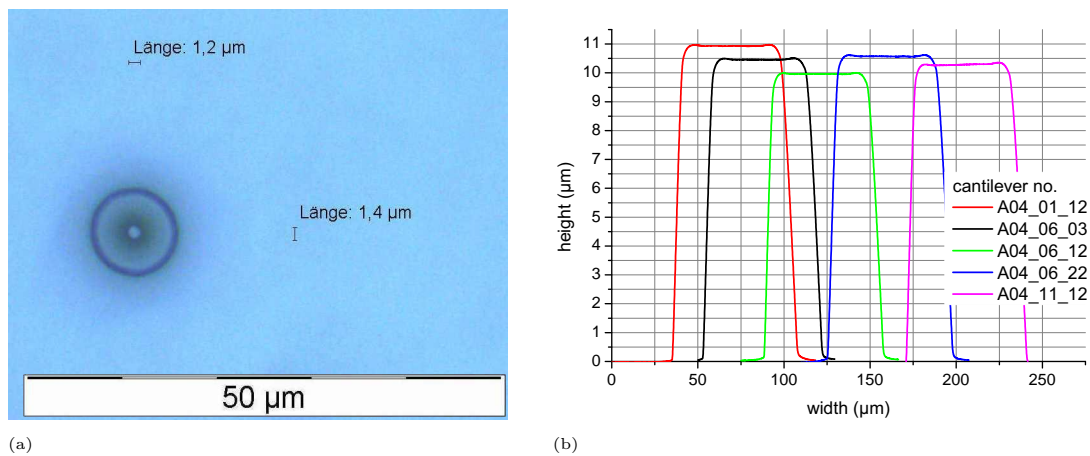 Länge: 1,2 µm
Länge: 1,4 µm
50 µm
(a)
11
10
9
8
7
6
5
4
3
2
1
0
height (µm)
0 50 100 150 200 250
width (µm)
cantilever no.
A04_01_12
A04_06_03
A04_06_12
A04_06_22
A04_11_12
(b)